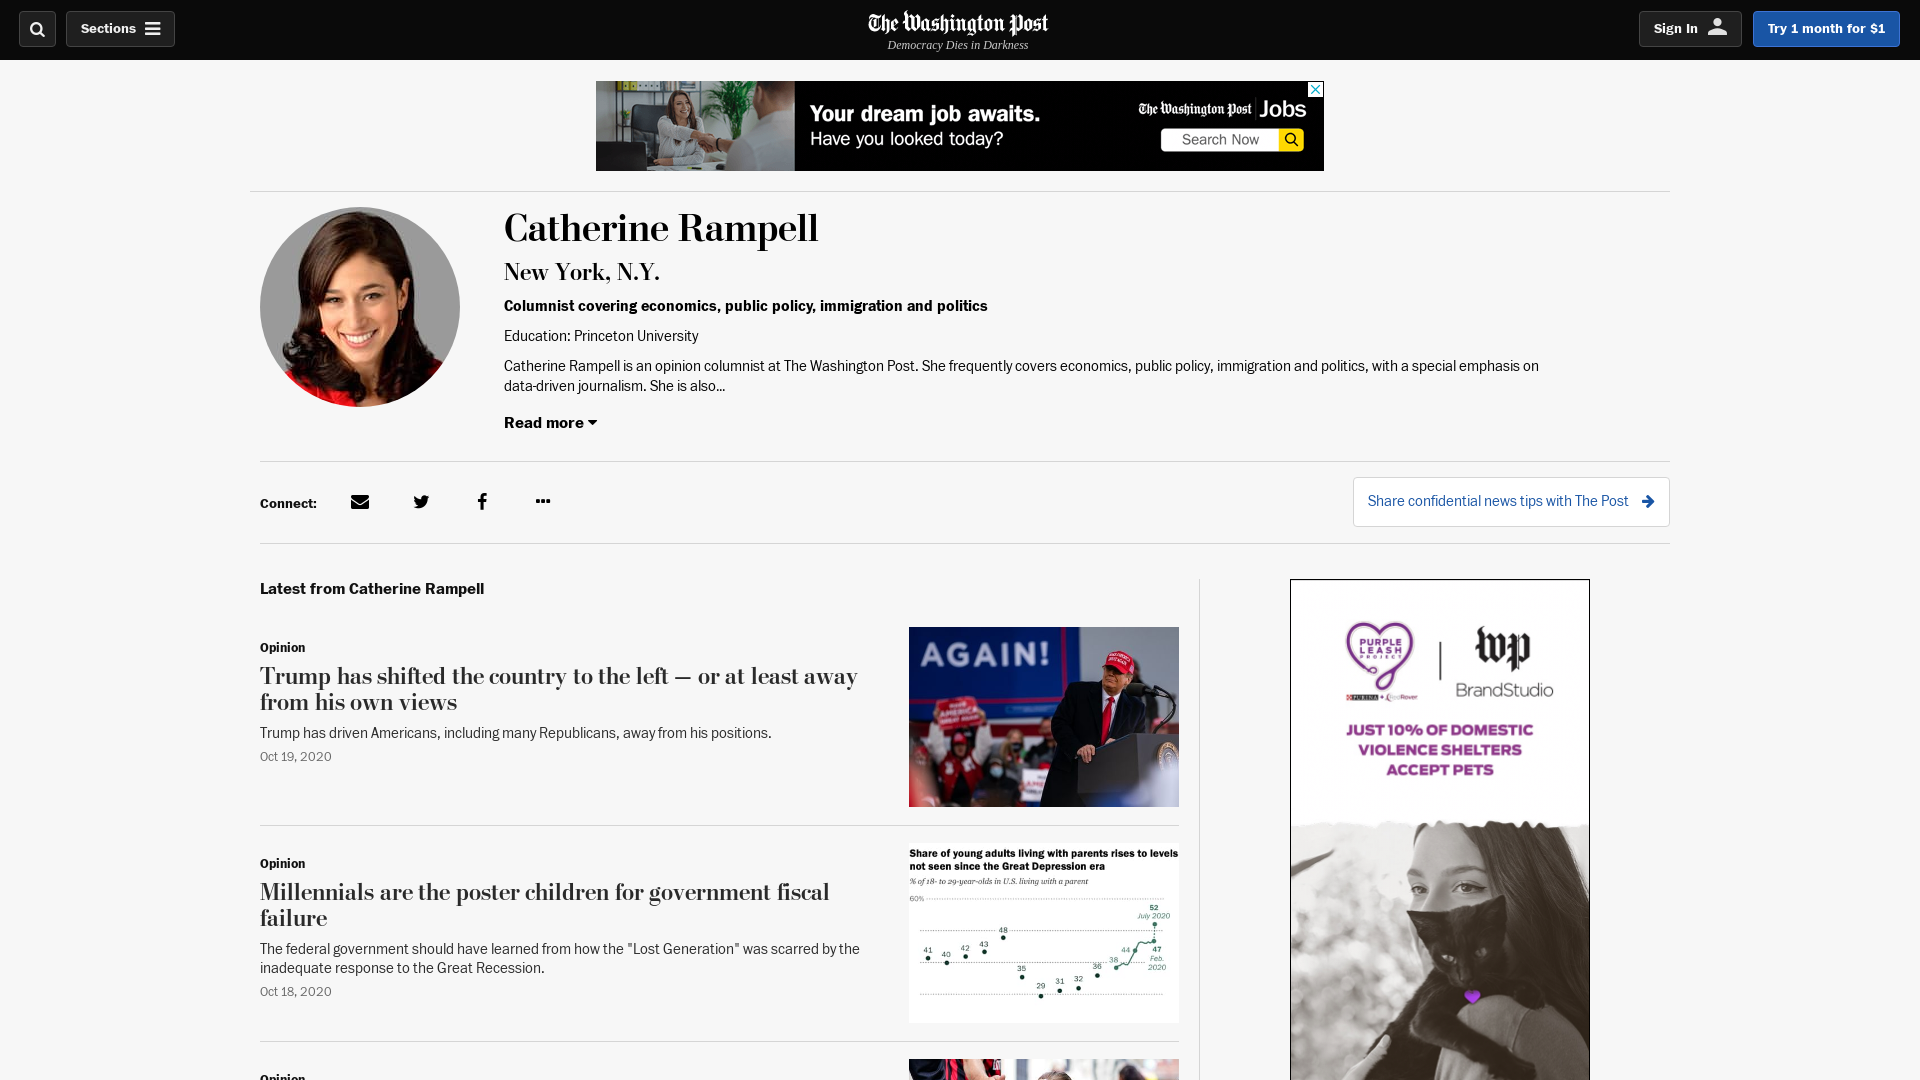 Sections
The Washington Post
Democracy Dies in Darkness
Sign In
Try 1 month for $1
Your dream job awaits.
Have you looked today?
The Washington Post Jobs
Search Now
Catherine Rampell
New York, N.Y.
Columnist covering economics, public policy, immigration and politics
Education: Princeton University
Catherine Rampell is an opinion columnist at The Washington Post. She frequently covers economics, public policy, immigration and politics, with a special emphasis on
data-driven journalism. She is also...
Read more
Connect:
Share confidential news tips with The Post
Latest from Catherine Rampell
Opinion
Trump has shifted the country to the left — or at least away
from his own views
Trump has driven Americans, including many Republicans, away from his positions.
Oct 19, 2020
AGAIN!
Opinion
Millennials are the poster children for government fiscal
failure
The federal government should have learned from how the "Lost Generation" was scarred by the
inadequate response to the Great Recession.
Oct 18, 2020
Share of young adults living with parents rises to levels
not seen since the Great Depression era
% of 18- to 29-year-olds in U.S. living with a parent
60%
52
July 2020
48
41
40
42
43
44
47
Feb.
2020
35
36
38
29
31
32
Opinion
PURPLE
LEASH
PROJECT
PURINA
wp
BrandStudio
JUST 10% OF DOMESTIC
VIOLENCE SHELTERS
ACCEPT PETS